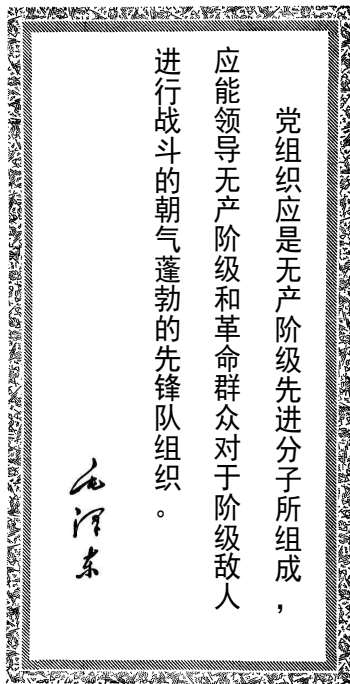 党组织应是无产阶级先进分子所组成，
应能领导无产阶级和革命群众对于阶级敌人
进行战斗的朝气蓬勃的先锋队组织。
毛泽东